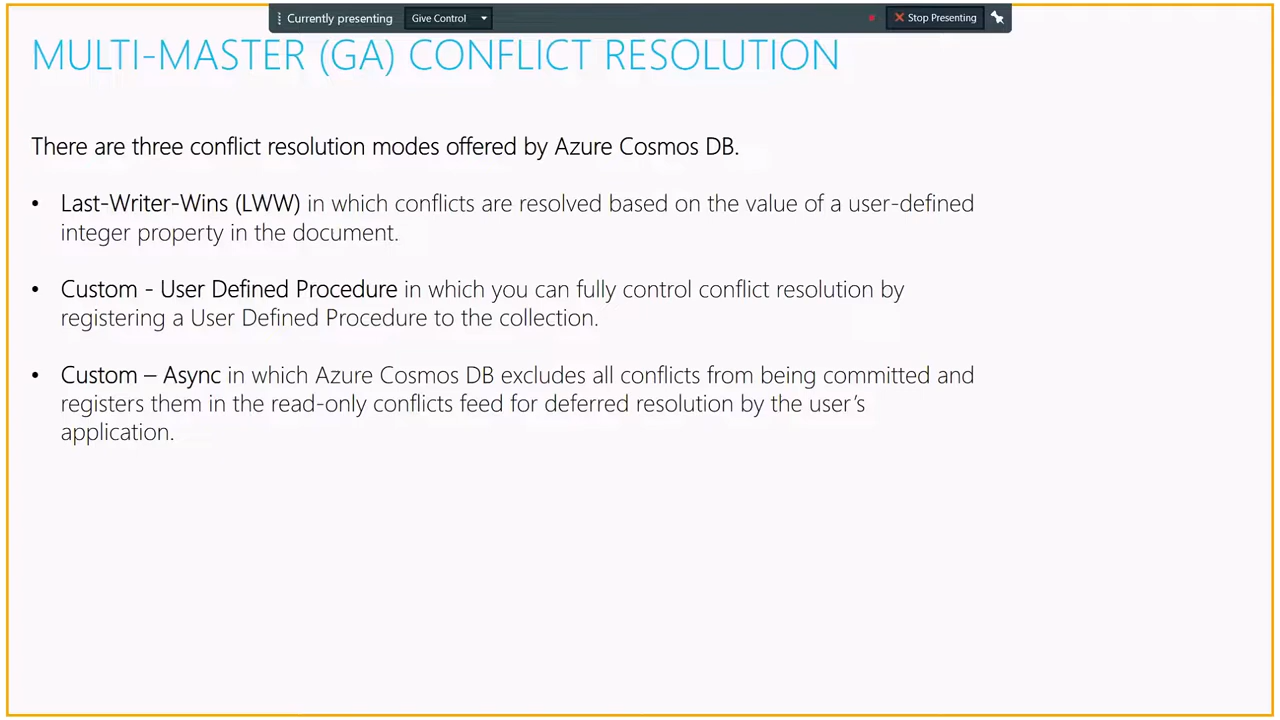 Currently presenting Give Control Stop Presenting
MULTI-MASTER (GA) CONFLICT RESOLUTION
There are three conflict resolution modes offered by Azure Cosmos DB.
• Last-Writer-Wins (LWW) in which conflicts are resolved based on the value of a user-defined
integer property in the document.
• Custom - User Defined Procedure in which you can fully control conflict resolution by
registering a User Defined Procedure to the collection.
• Custom – Async in which Azure Cosmos DB excludes all conflicts from being committed and
registers them in the read-only conflicts feed for deferred resolution by the user’s
application.